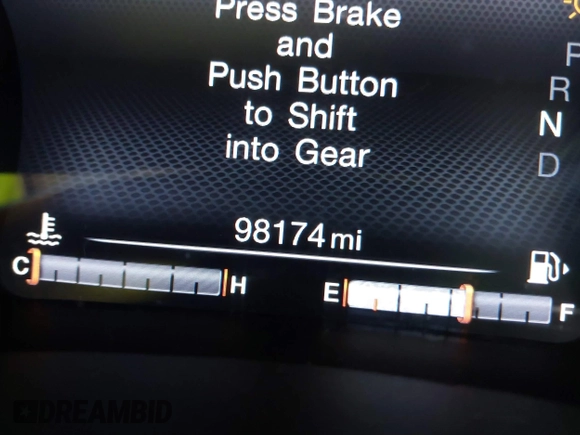 Press Brake
and
Push Button
to Shift
into Gear
P
R
N
D
98174 mi
C H
E F
DREAMBID